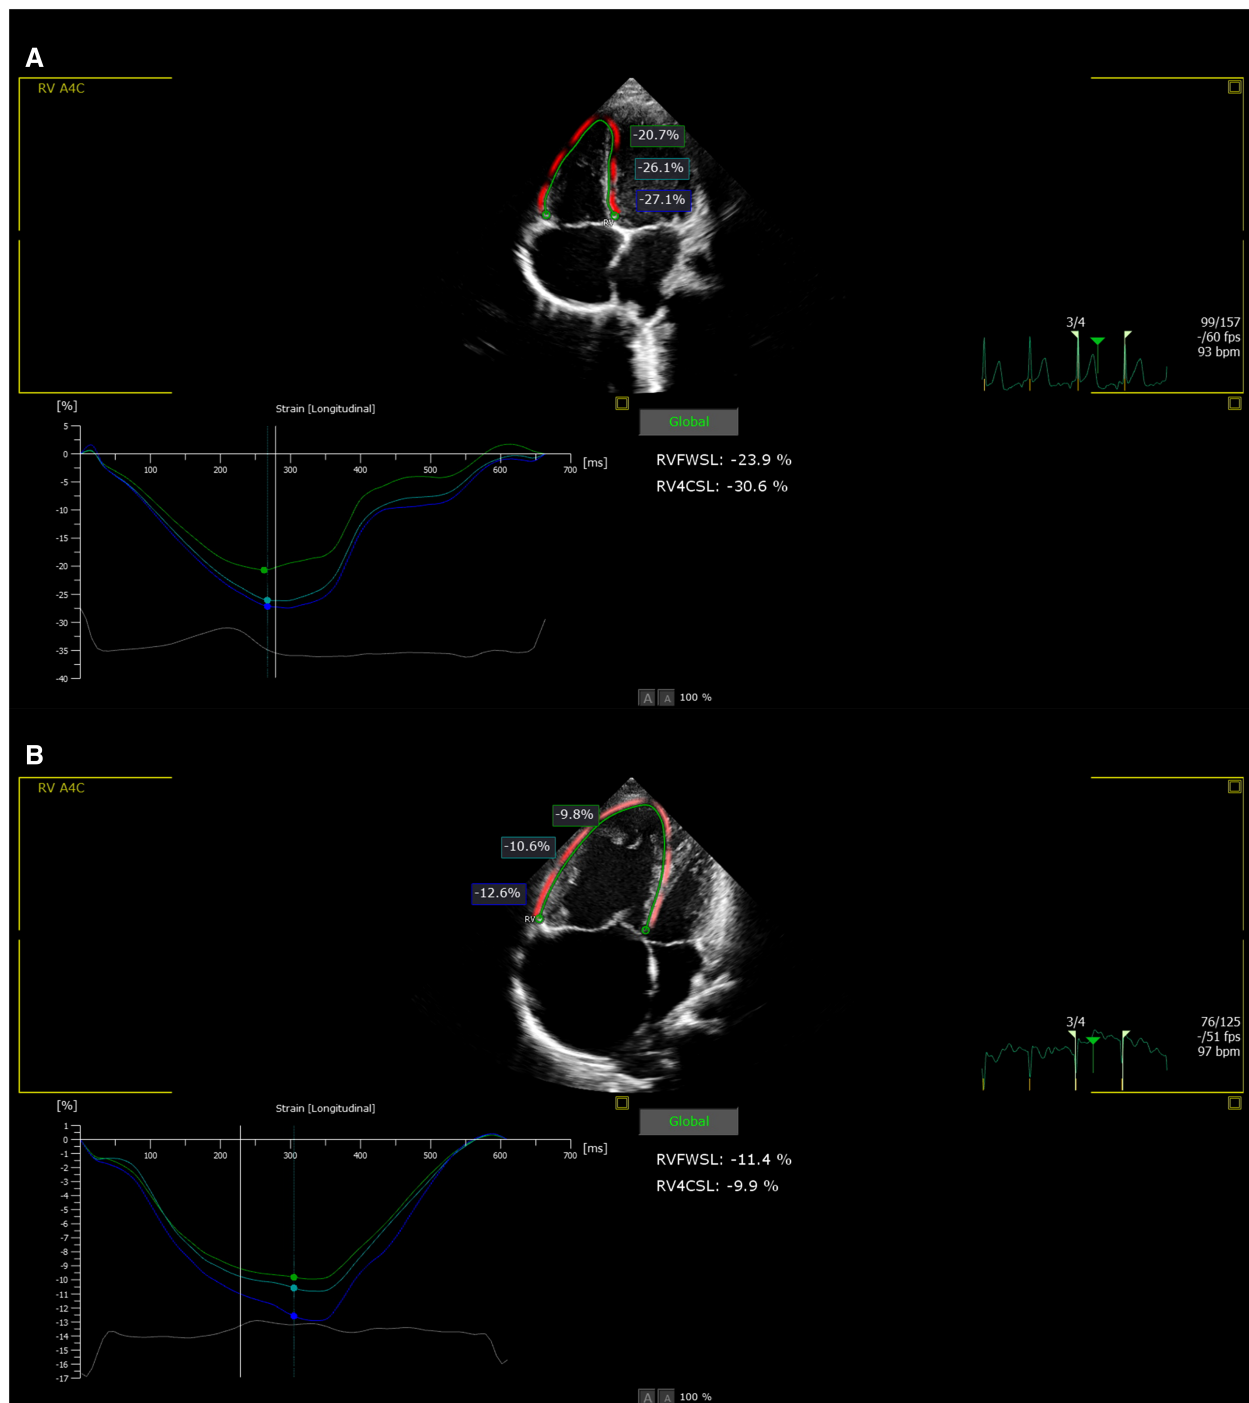 A
RV A4C
-20.7%
-26.1%
-27.1%
RV
3/4
99/157
-/60 fps
93 bpm
[%]
Strain [Longitudinal]
Global
5
0
-5
-10
-15
-20
-25
-30
-35
-40
100
200
300
400
500
600
700
[ms]
RVFWSL: -23.9 %
RV4CSL: -30.6 %
A A 100 %
B
RV A4C
-9.8%
-10.6%
-12.6%
RV
3/4
76/125
-/51 fps
97 bpm
[%]
Strain [Longitudinal]
Global
1
0
-1
-2
-3
-4
-5
-6
-7
-8
-9
-10
-11
-12
-13
-14
-15
-16
-17
100
200
300
400
500
600
700
[ms]
RVFWSL: -11.4 %
RV4CSL: -9.9 %
A A 100 %